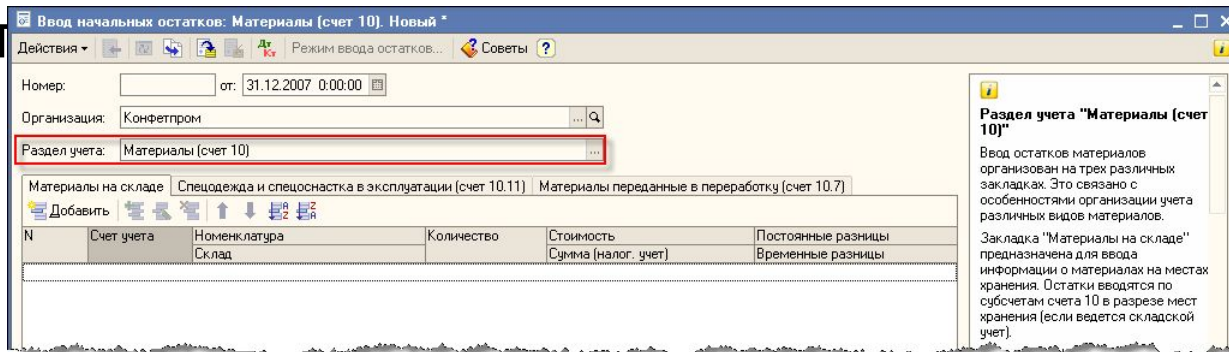 Ввод начальных остатков: Материалы (счет 10). Новый *
Действия Дт Кт Режим ввода остатков... Советы ?
Номер: от: 31.12.2007 0:00:00
Организация: Конфетпром ...
Раздел учета: Материалы (счет 10) ...
Материалы на складе Спецодежда и спецоснастка в эксплуатации (счет 10.11) Материалы переданные в переработку (счет 10.7)
Добавить
N Счет учета Номенклатура Количество Стоимость Постоянные разницы
Склад Сумма (налог. учет) Временные разницы
Раздел учета "Материалы (счет
10)"
Ввод остатков материалов
организован на трех различных
закладках. Это связано с
особенностями организации учета
различных видов материалов.
Закладка "Материалы на складе"
предназначена для ввода
информации о материалах на местах
хранения. Остатки вводятся по
субсчетам счета 10 в разрезе мест
хранения (если ведется складской
учет).